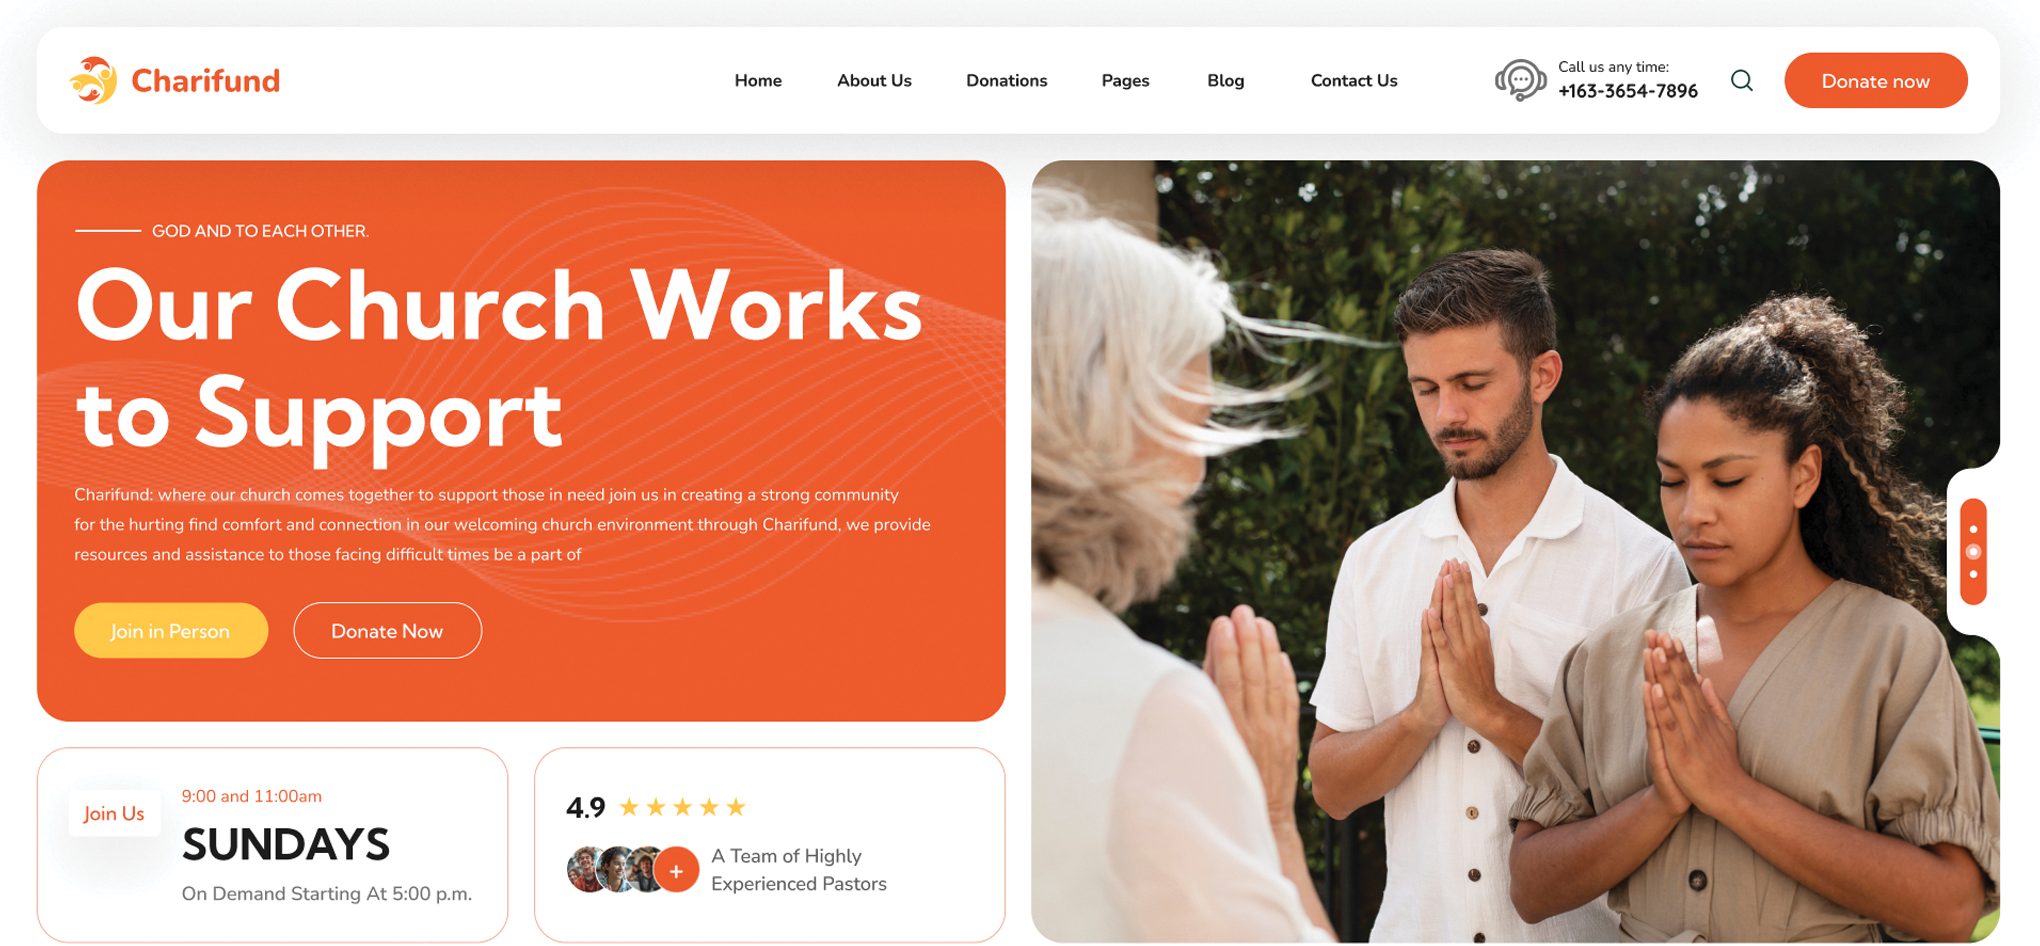 Charifund
Home About Us Donations Pages Blog Contact Us
Call us any time:
+163-3654-7896
Donate now
GOD AND TO EACH OTHER.
Our Church Works
to Support
Charifund: where our church comes together to support those in need join us in creating a strong community
for the hurting find comfort and connection in our welcoming church environment through Charifund, we provide
resources and assistance to those facing difficult times be a part of
Join in Person
Donate Now
Join Us
9:00 and 11:00am
SUNDAYS
On Demand Starting At 5:00 p.m.
4.9
+
A Team of Highly
Experienced Pastors